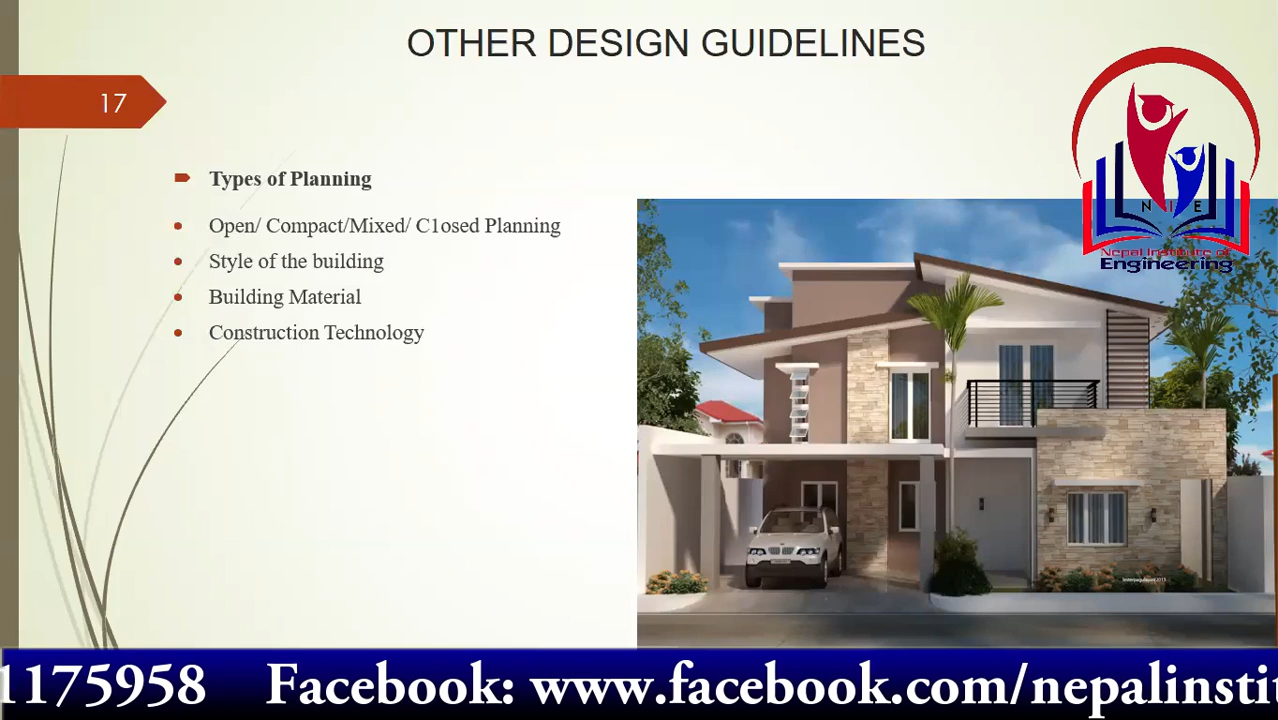 OTHER DESIGN GUIDELINES
17
Types of Planning
Open/ Compact/Mixed/ C1osed Planning
Style of the building
Building Material
Construction Technology
N I E
Nepal Institute of
Engineering
1175958 Facebook: www.facebook.com/nepalinstit